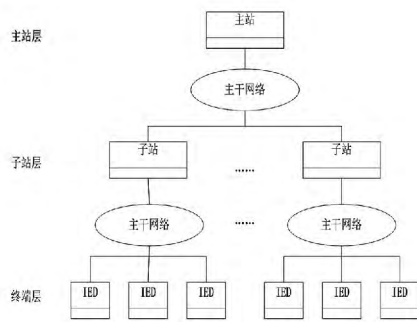 主站层
主站
主干网络
子站层
子站
......
子站
主干网络
......
主干网络
终端层
IED
IED
IED
IED
IED
IED